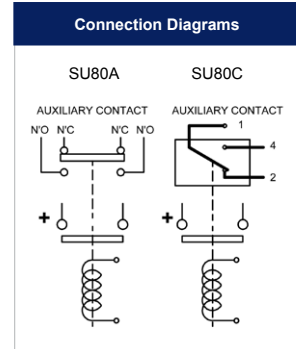 Connection Diagrams
SU80A SU80C
AUXILIARY CONTACT AUXILIARY CONTACT
N'O N'C N'C N'O 1
4
2
+ +